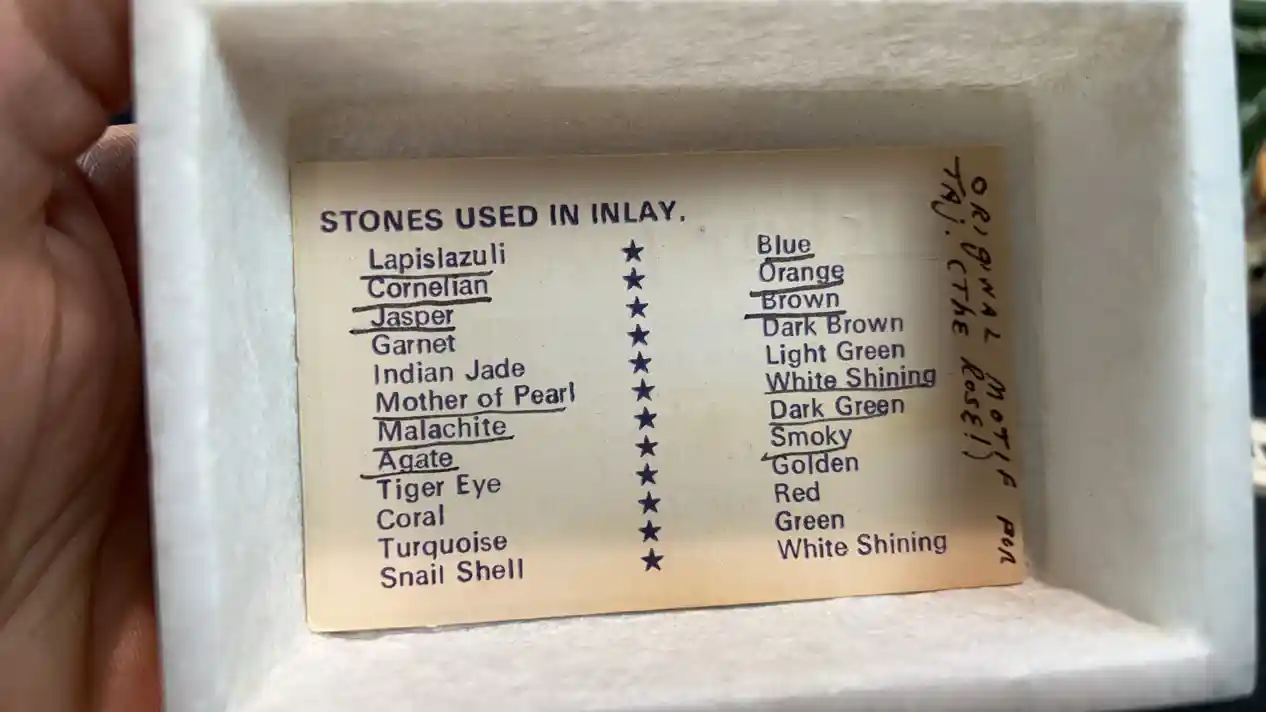 STONES USED IN INLAY.
Lapislazuli ★ Blue
Cornelian ★ Orange
Jasper ★ Brown
Garnet ★ Dark Brown
Indian Jade ★ Light Green
Mother of Pearl ★ White Shining
Malachite ★ Dark Green
Agate ★ Smoky
Tiger Eye ★ Golden
Coral ★ Red
Turquoise ★ Green
Snail Shell ★ White Shining
ORIGINAL MOTIF FOR
TAJ. (THE ROSE!)